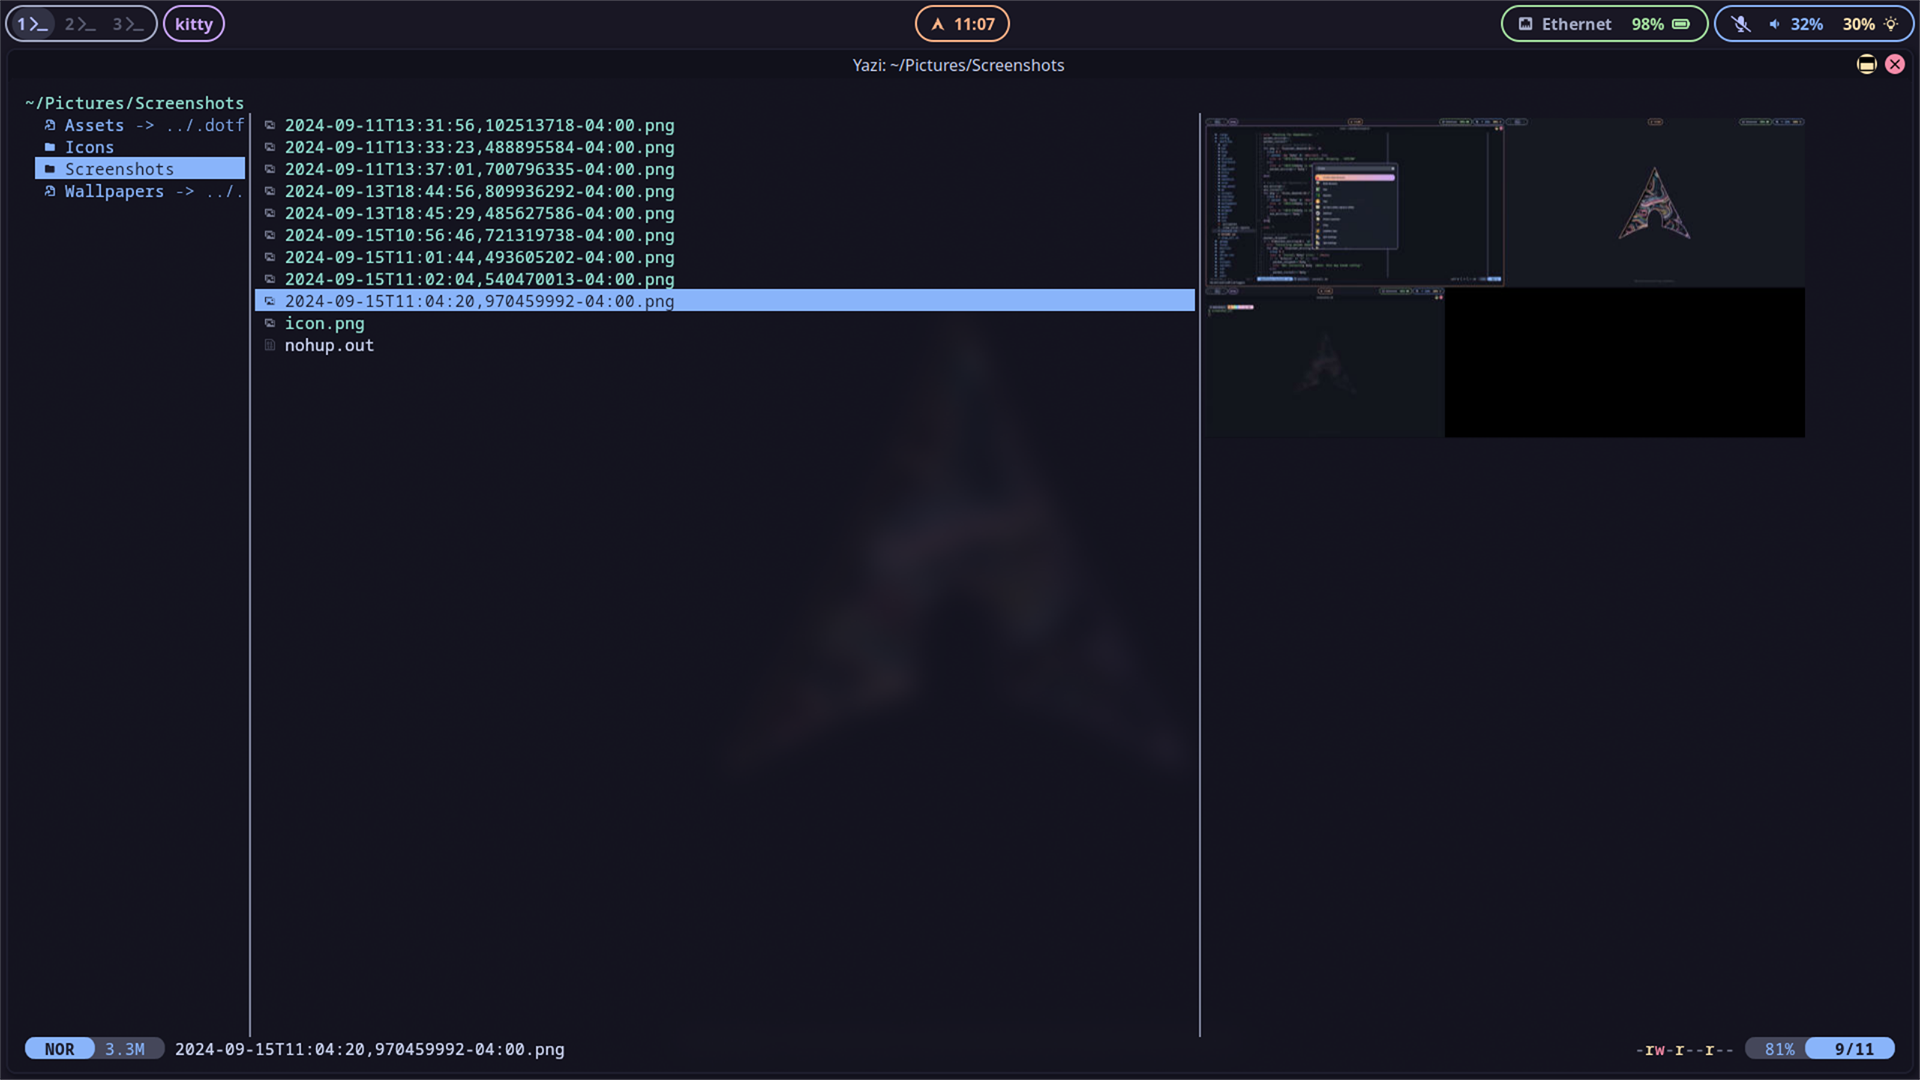 1 2 3 kitty 11:07 Ethernet 98% 32% 30%
Yazi: ~/Pictures/Screenshots
~/Pictures/Screenshots
Assets -> ../.dotf
Icons
Screenshots
Wallpapers -> ../.
2024-09-11T13:31:56,102513718-04:00.png
2024-09-11T13:33:23,488895584-04:00.png
2024-09-11T13:37:01,700796335-04:00.png
2024-09-13T18:44:56,809936292-04:00.png
2024-09-13T18:45:29,485627586-04:00.png
2024-09-15T10:56:46,721319738-04:00.png
2024-09-15T11:01:44,493605202-04:00.png
2024-09-15T11:02:04,540470013-04:00.png
2024-09-15T11:04:20,970459992-04:00.png
icon.png
nohup.out
NOR 3.3M 2024-09-15T11:04:20,970459992-04:00.png -rw-r--r-- 81% 9/11